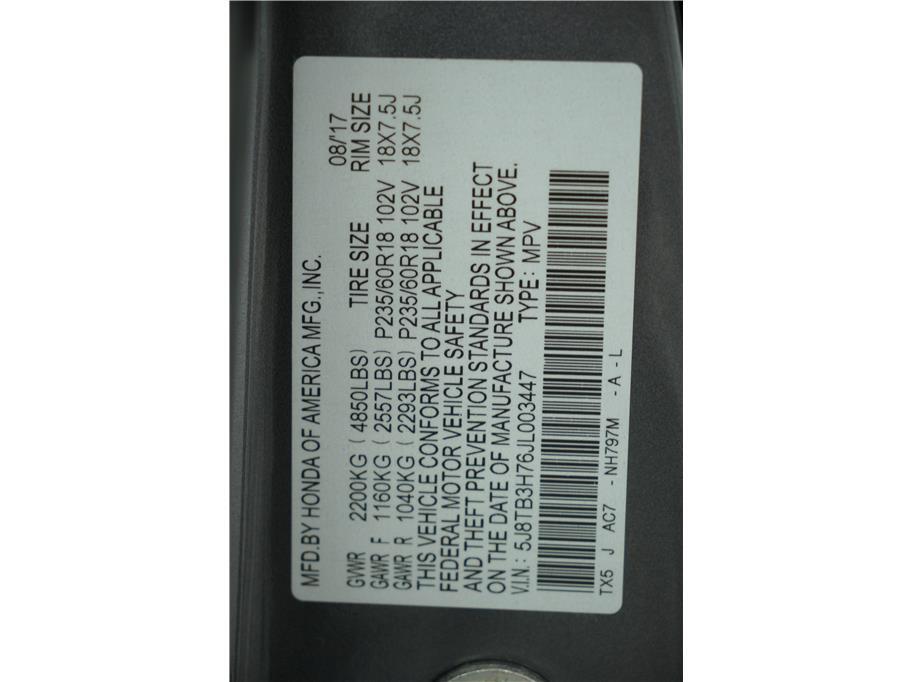 MFD.BY HONDA OF AMERICA MFG.,INC. 08/'17
GVWR 2200KG ( 4850LBS) TIRE SIZE RIM SIZE
GAWR F 1160KG ( 2557LBS) P235/60R18 102V 18X7.5J
GAWR R 1040KG ( 2293LBS) P235/60R18 102V 18X7.5J
THIS VEHICLE CONFORMS TO ALL APPLICABLE
FEDERAL MOTOR VEHICLE SAFETY
AND THEFT PREVENTION STANDARDS IN EFFECT
ON THE DATE OF MANUFACTURE SHOWN ABOVE.
V.I.N.: 5J8TB3H76JL003447 TYPE: MPV
TX5 J AC7 - NH797M - A - L